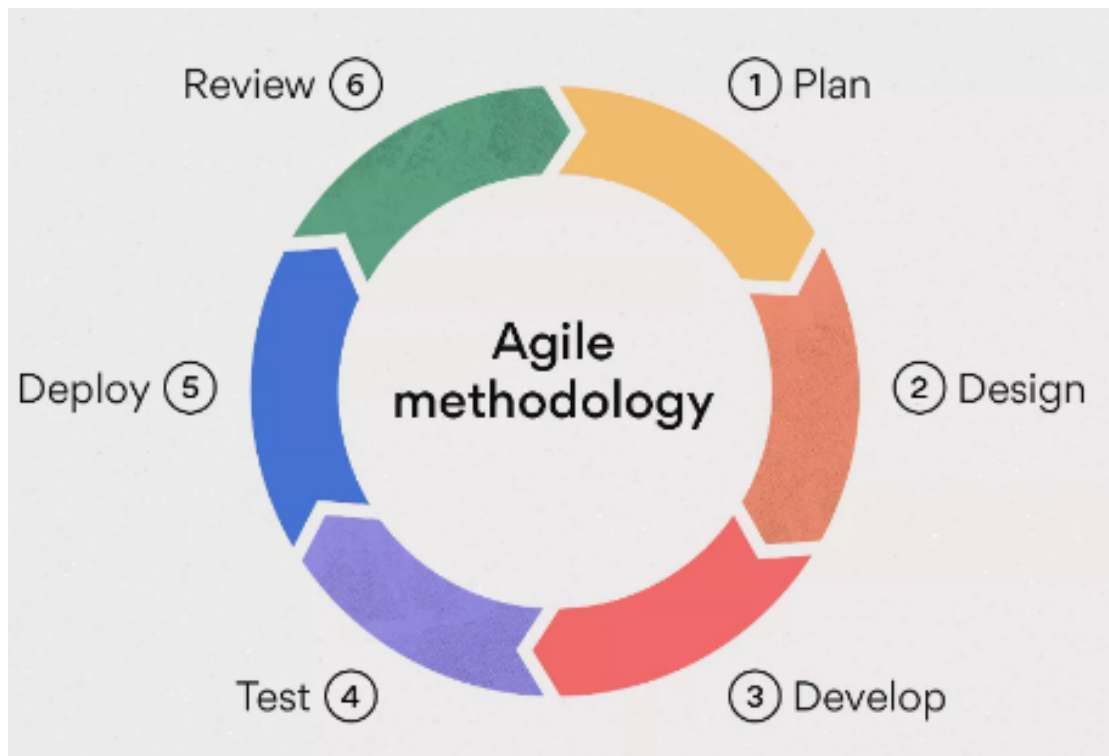 Agile
methodology
1 Plan
2 Design
3 Develop
Test 4
Deploy 5
Review 6